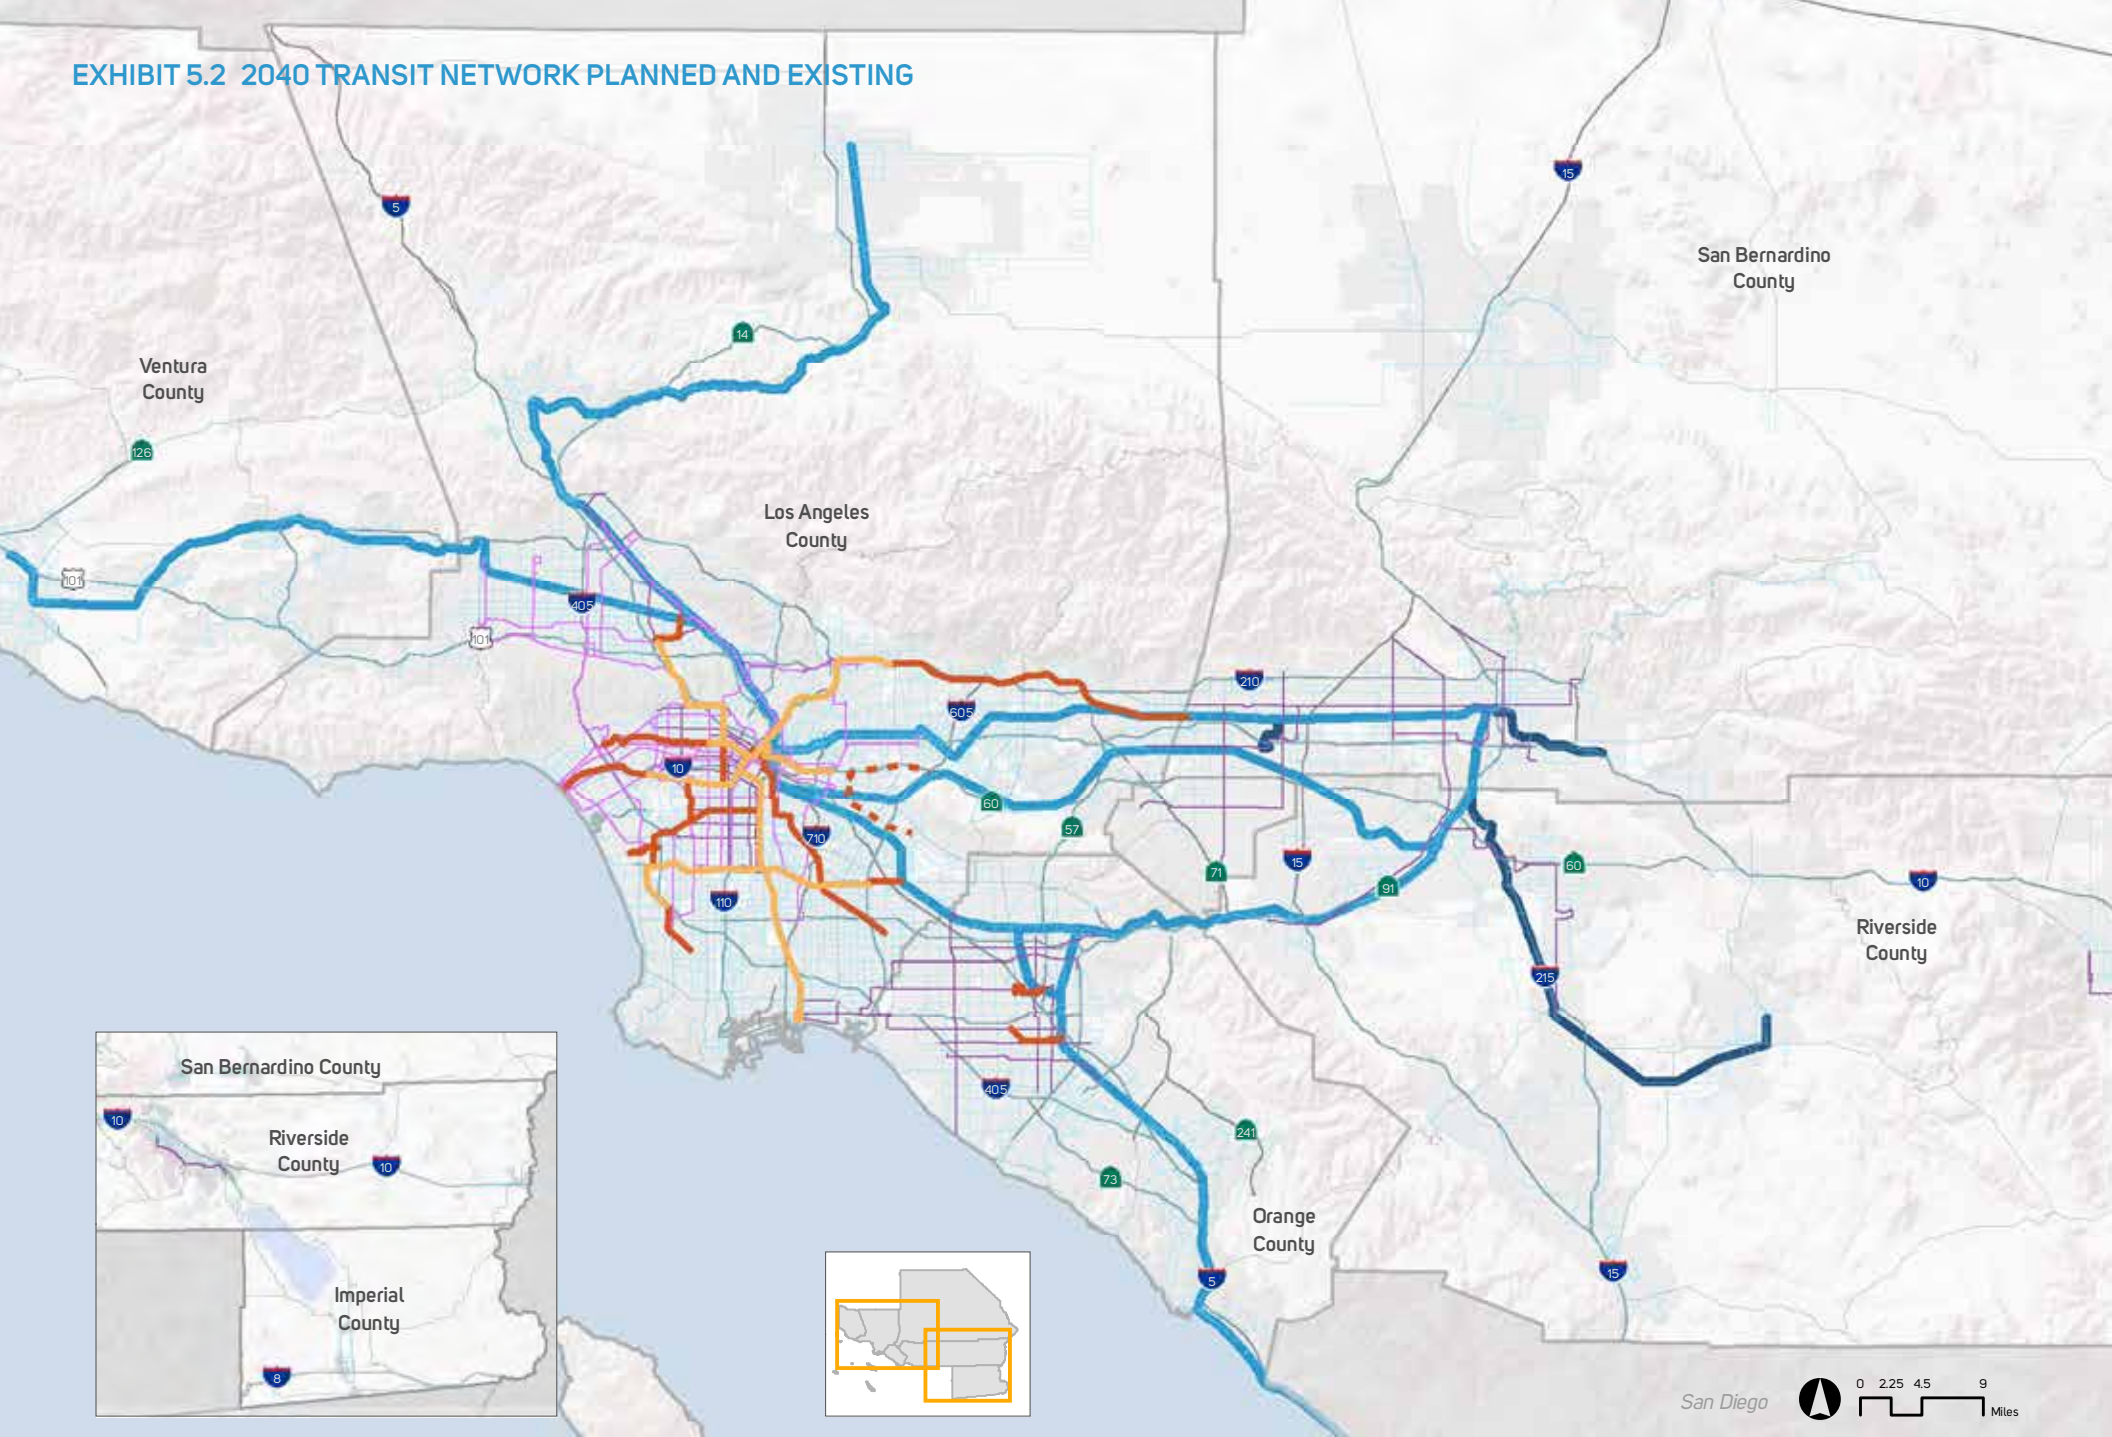 EXHIBIT 5.2 2040 TRANSIT NETWORK PLANNED AND EXISTING
15
5
San Bernardino
County
14
Ventura
County
126
Los Angeles
County
101
405
101
210
605
10
60
57
710
15
60
71
91
10
110
Riverside
County
215
405
San Bernardino County
10
Riverside
County
10
241
73
Orange
County
5
15
Imperial
County
8
San Diego
0 2.25 4.5 9
Miles